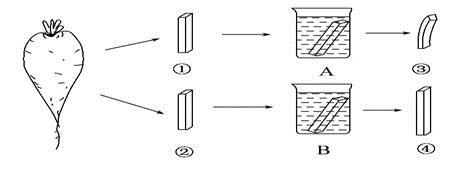 ① A ③
② B ④